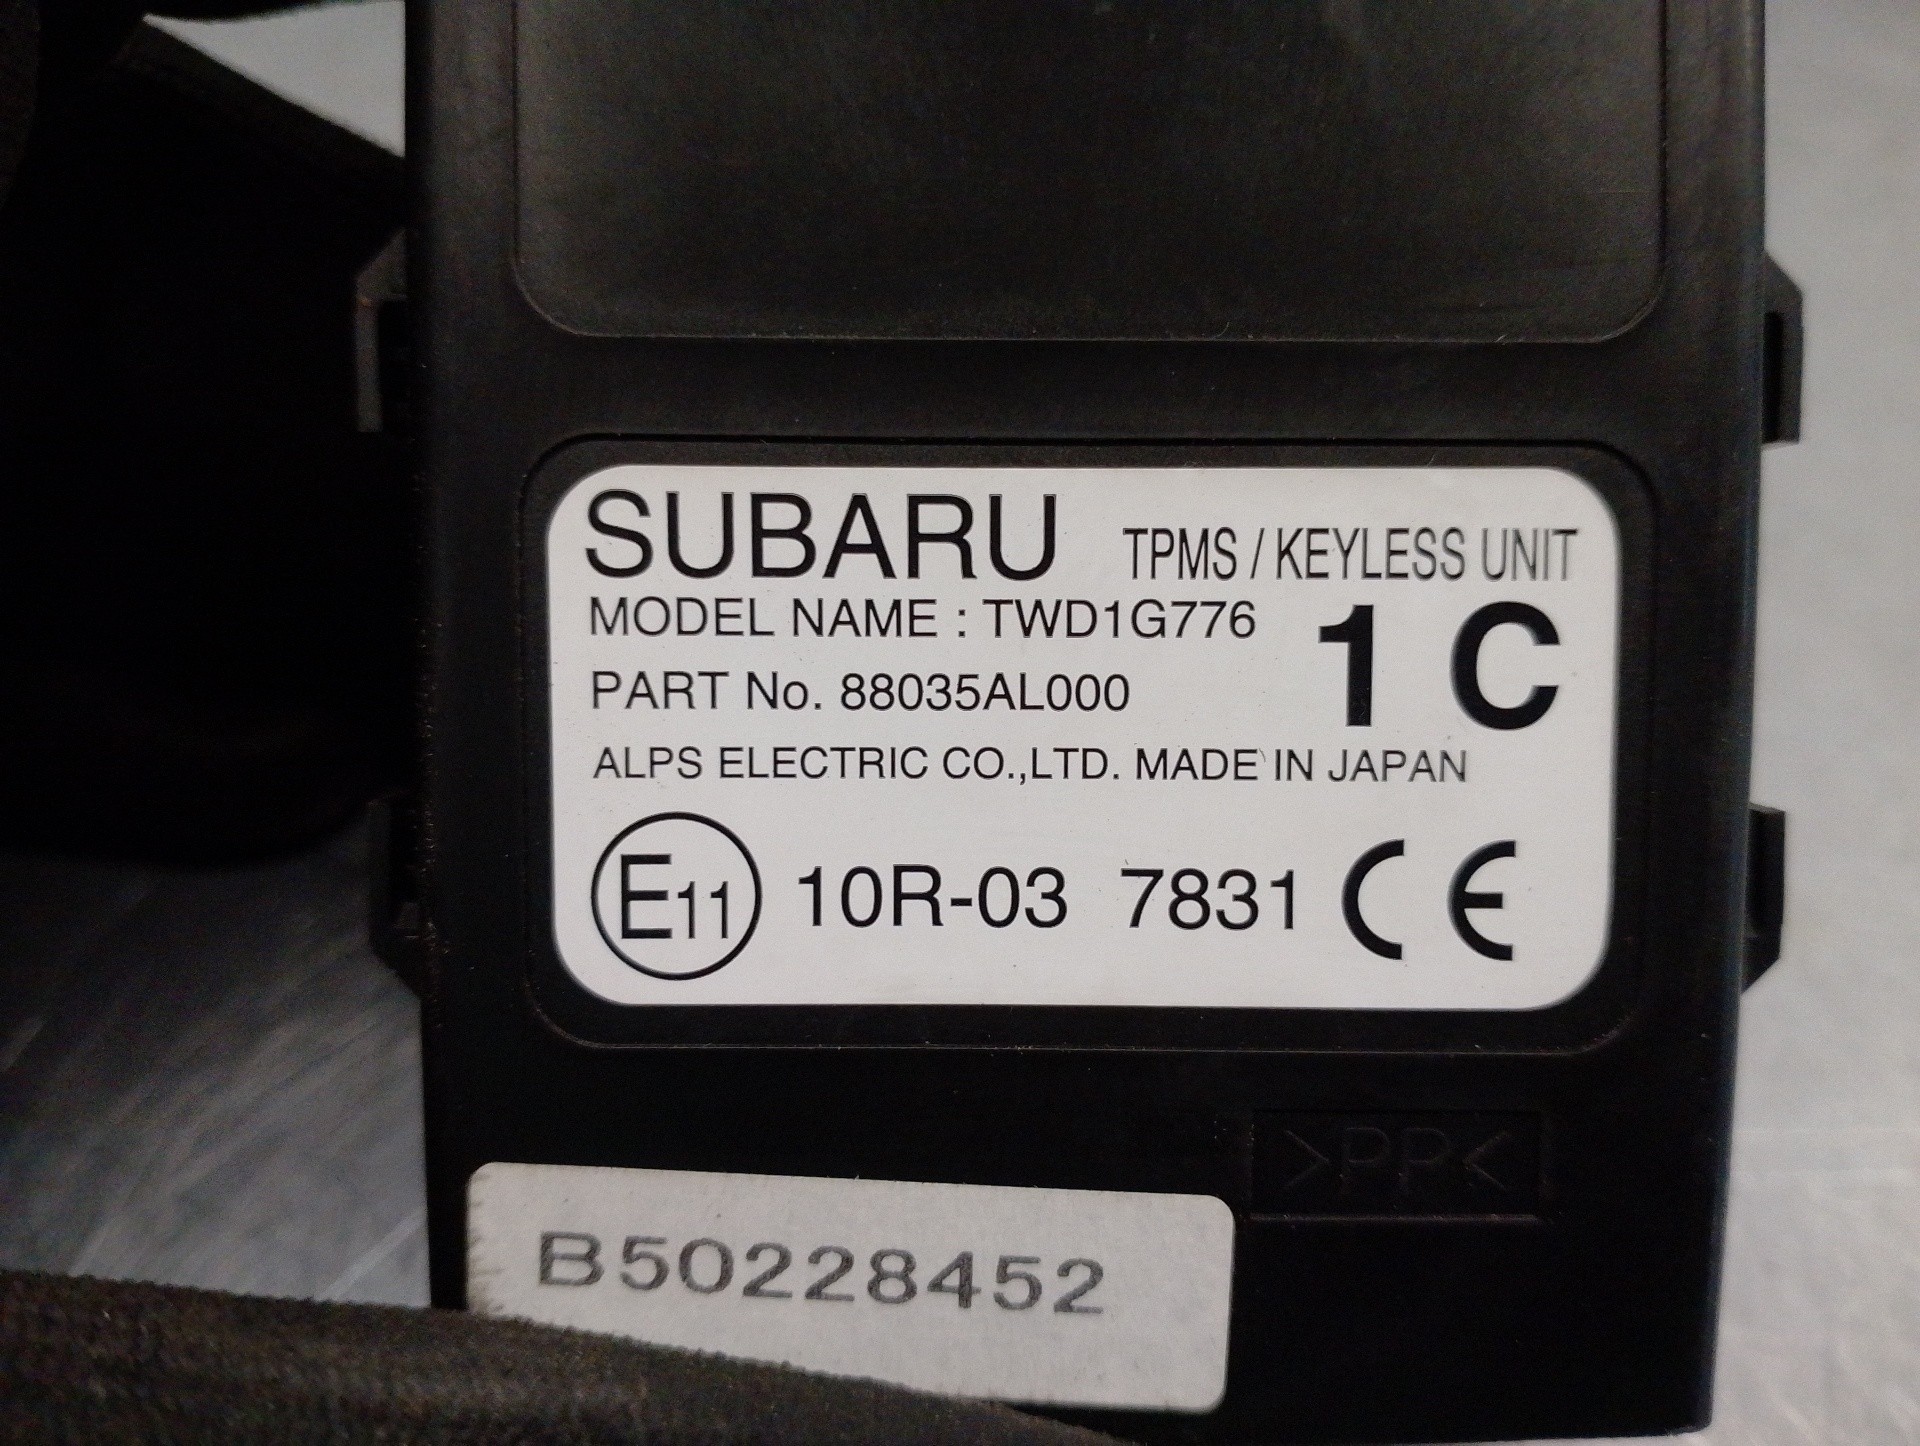 SUBARU TPMS / KEYLESS UNIT
MODEL NAME : TWD1G776
1 C
PART No. 88035AL000
ALPS ELECTRIC CO.,LTD. MADE IN JAPAN
E11 10R-03 7831 CE
>PP<
B50228452